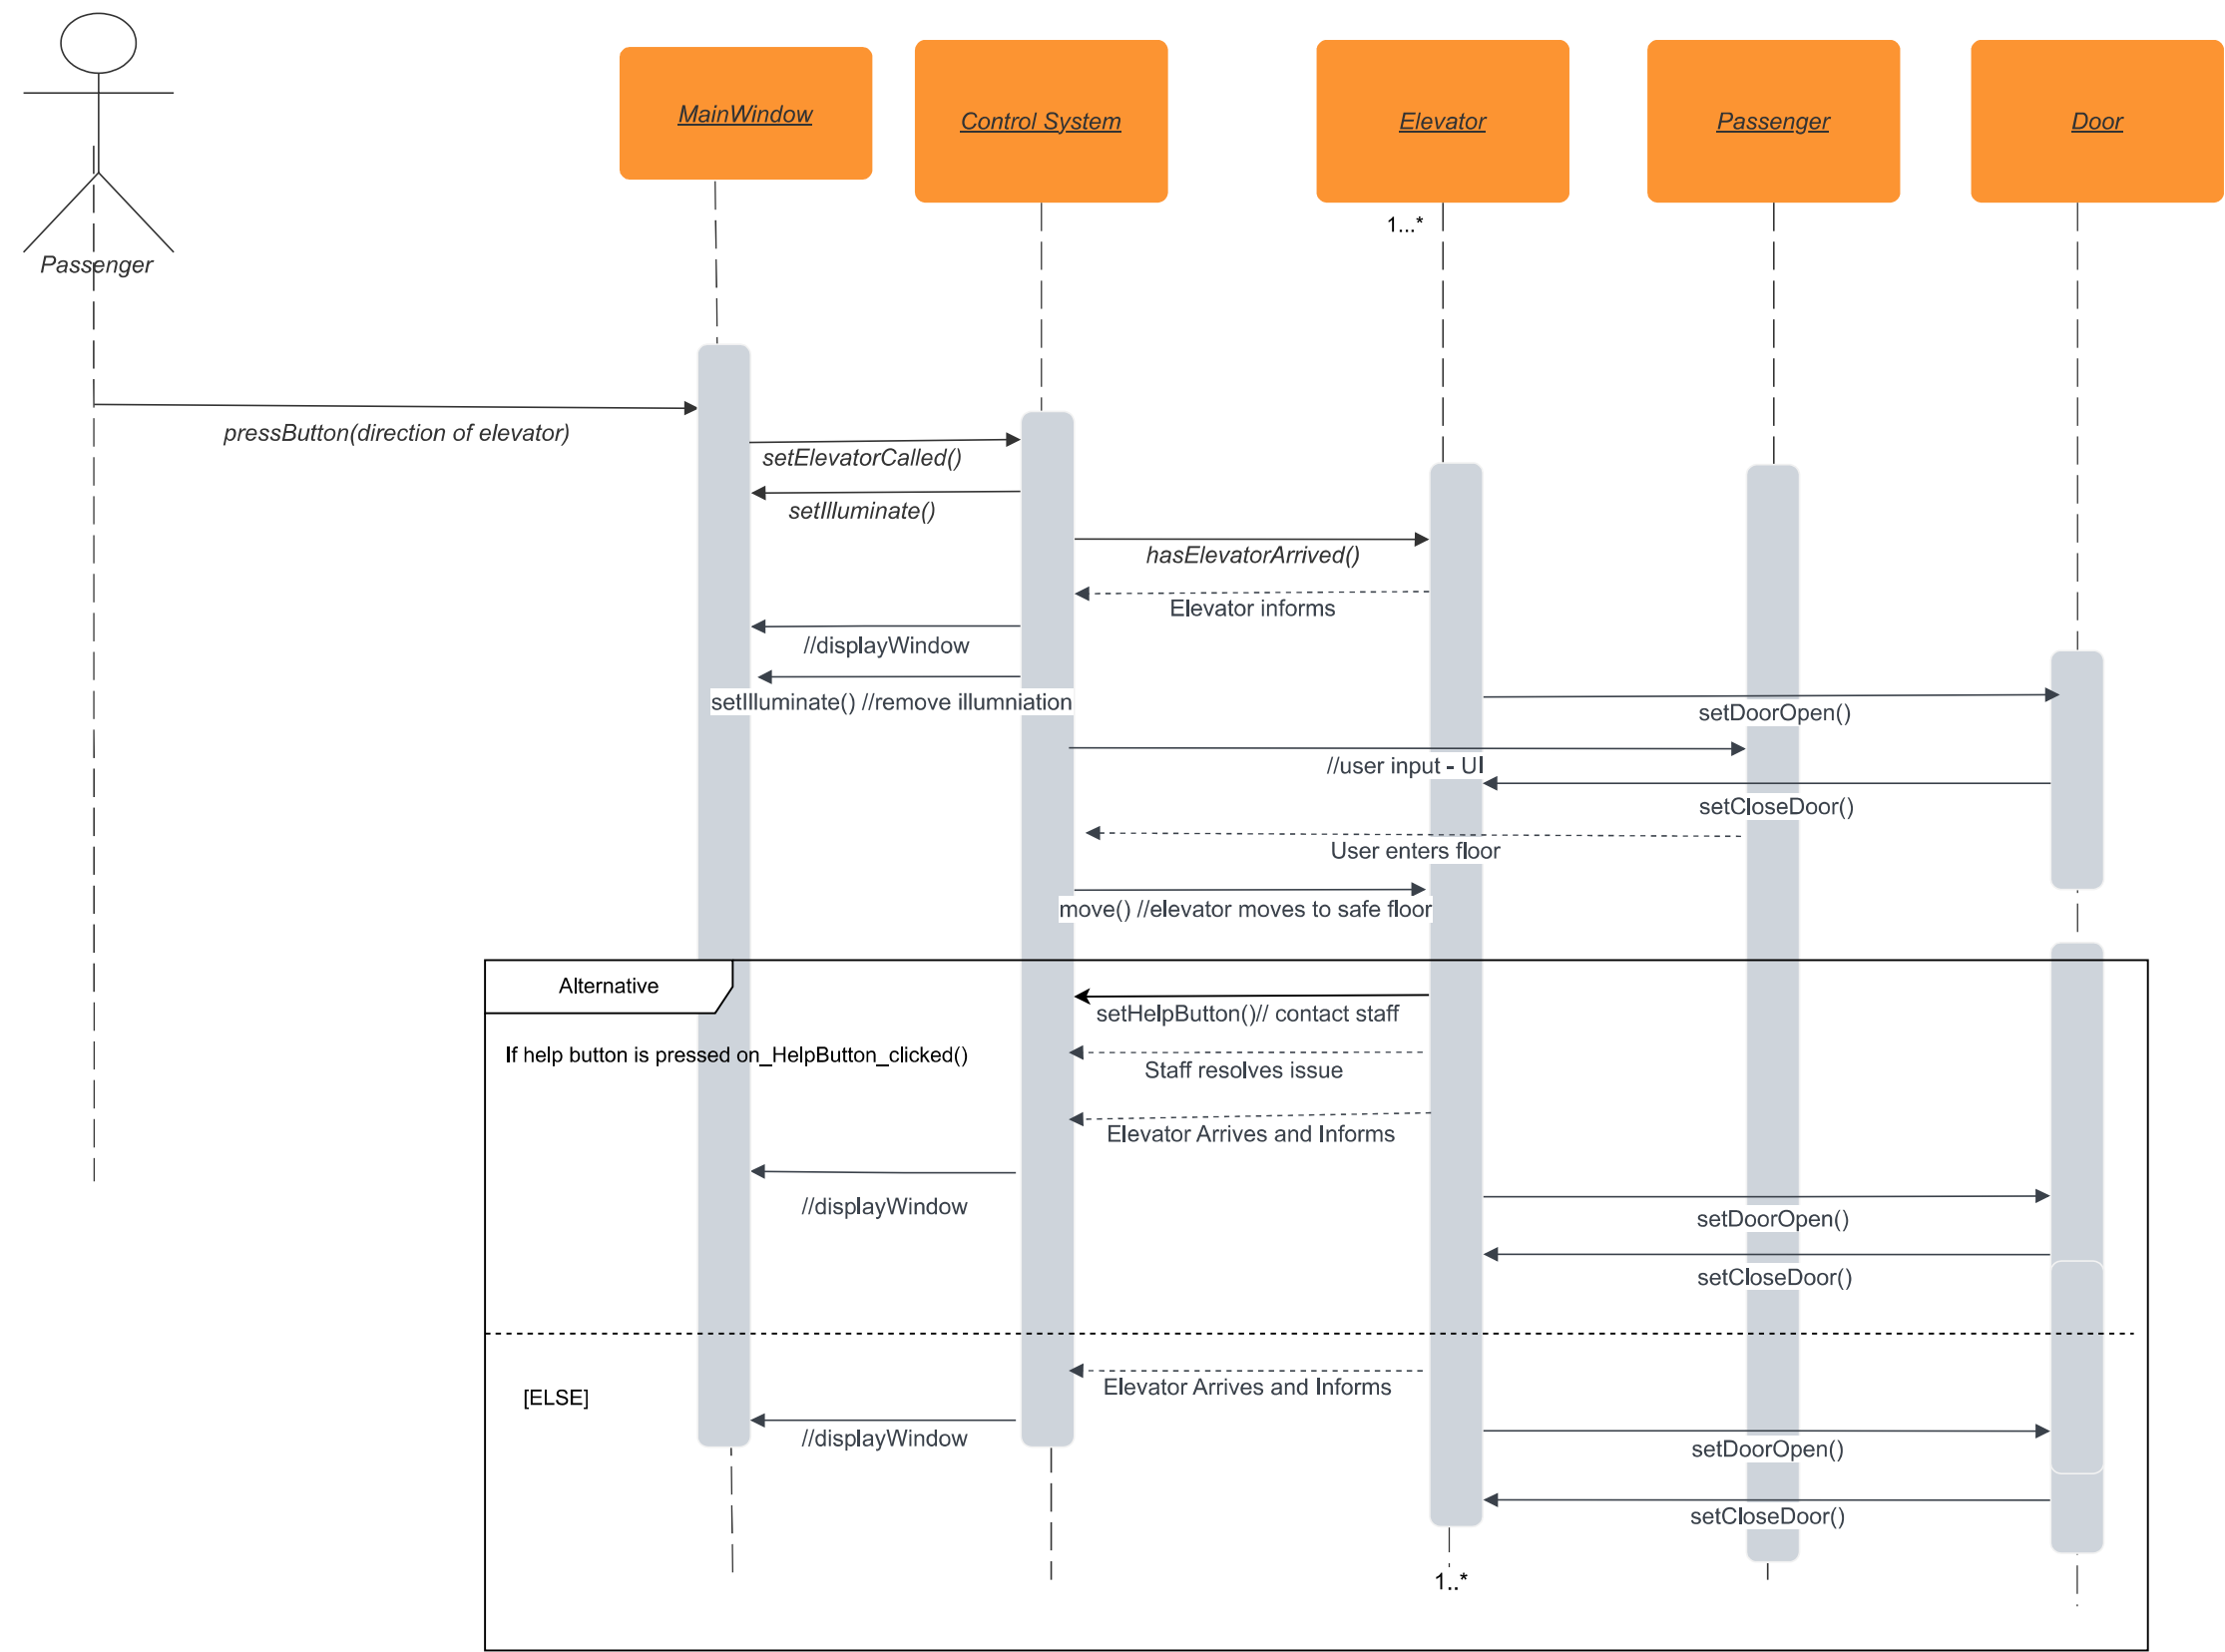 MainWindow
Control System
Elevator
Passenger
Door
1...*
Passenger
pressButton(direction of elevator)
setElevatorCalled()
setIlluminate()
hasElevatorArrived()
Elevator informs
//displayWindow
setIlluminate() //remove illumniation
setDoorOpen()
//user input - UI
setCloseDoor()
User enters floor
move() //elevator moves to safe floor
Alternative
setHelpButton()// contact staff
If help button is pressed on_HelpButton_clicked()
Staff resolves issue
Elevator Arrives and Informs
//displayWindow
setDoorOpen()
setCloseDoor()
Elevator Arrives and Informs
[ELSE]
//displayWindow
setDoorOpen()
setCloseDoor()
1..*